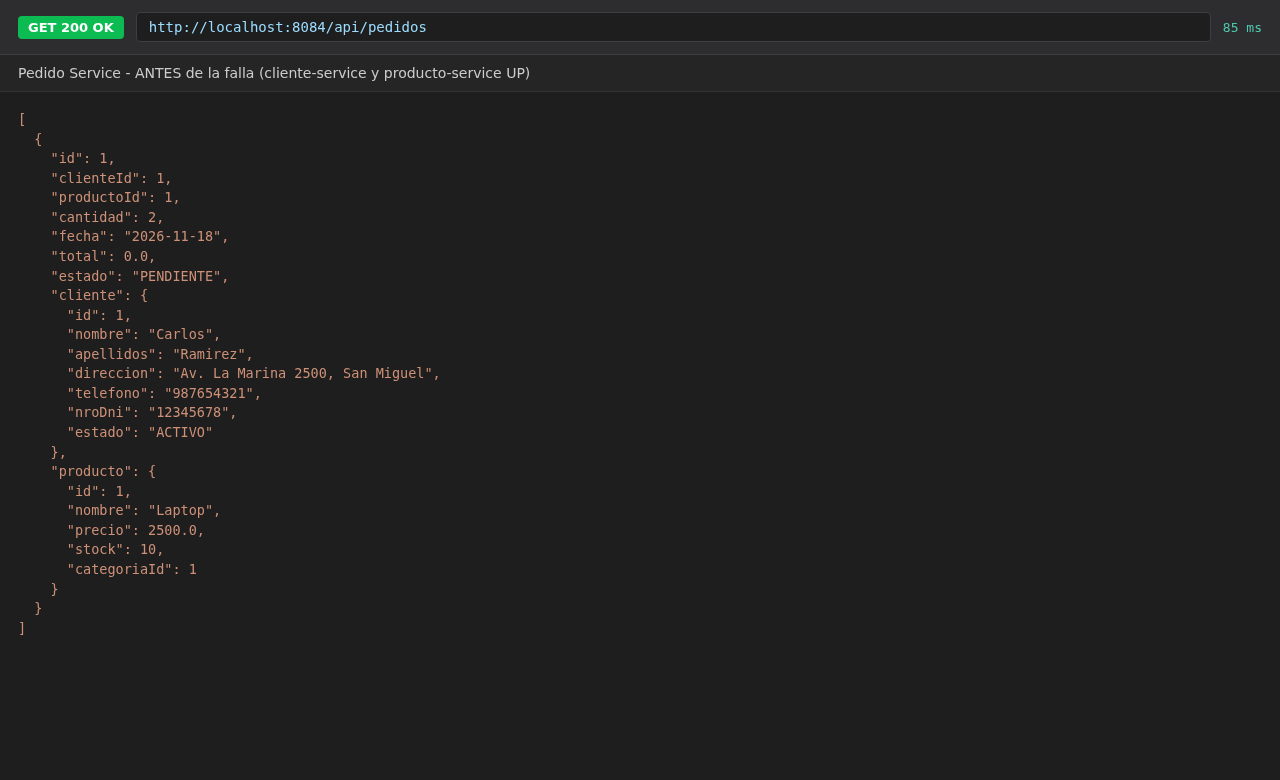 GET 200 OK http://localhost:8084/api/pedidos 85 ms
Pedido Service - ANTES de la falla (cliente-service y producto-service UP)
[
  {
    "id": 1,
    "clienteId": 1,
    "productoId": 1,
    "cantidad": 2,
    "fecha": "2026-11-18",
    "total": 0.0,
    "estado": "PENDIENTE",
    "cliente": {
      "id": 1,
      "nombre": "Carlos",
      "apellidos": "Ramirez",
      "direccion": "Av. La Marina 2500, San Miguel",
      "telefono": "987654321",
      "nroDni": "12345678",
      "estado": "ACTIVO"
    },
    "producto": {
      "id": 1,
      "nombre": "Laptop",
      "precio": 2500.0,
      "stock": 10,
      "categoriaId": 1
    }
  }
]